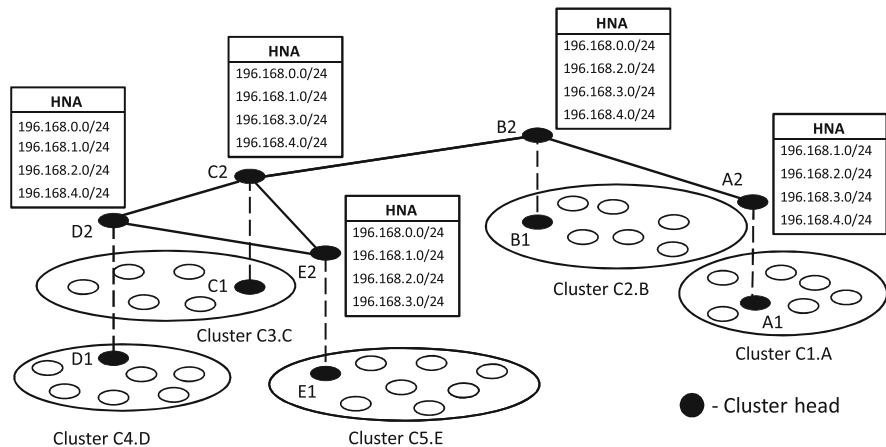 HNA
196.168.0.0/24
196.168.1.0/24
196.168.3.0/24
196.168.4.0/24
HNA
196.168.0.0/24
196.168.2.0/24
196.168.3.0/24
196.168.4.0/24
HNA
196.168.0.0/24
196.168.1.0/24
196.168.2.0/24
196.168.4.0/24
HNA
196.168.1.0/24
196.168.2.0/24
196.168.3.0/24
196.168.4.0/24
B2
C2
A2
D2
HNA
196.168.0.0/24
196.168.1.0/24
196.168.2.0/24
196.168.3.0/24
B1
E2
C1
Cluster C2.B
A1
Cluster C3.C
Cluster C1.A
D1
E1
- Cluster head
Cluster C4.D
Cluster C5.E